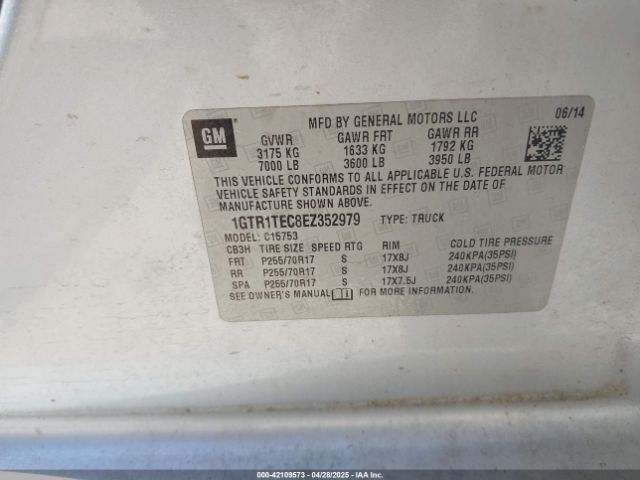 GM
MFD BY GENERAL MOTORS LLC 06/14
GVWR GAWR FRT GAWR RR
3175 KG 1633 KG 1792 KG
7000 LB 3600 LB 3950 LB
THIS VEHICLE CONFORMS TO ALL APPLICABLE U.S. FEDERAL MOTOR
VEHICLE SAFETY STANDARDS IN EFFECT ON THE DATE OF
MANUFACTURE SHOWN ABOVE.
1GTR1TEC8EZ352979 TYPE: TRUCK
MODEL: C15753
CB3H TIRE SIZE SPEED RTG RIM COLD TIRE PRESSURE
FRT P255/70R17 S 17X8J 240KPA(35PSI)
RR P255/70R17 S 17X8J 240KPA(35PSI)
SPA P255/70R17 S 17X7.5J 240KPA(35PSI)
SEE OWNER'S MANUAL FOR MORE INFORMATION.
000-42109573 | 04/28/2025 - IAA Inc.